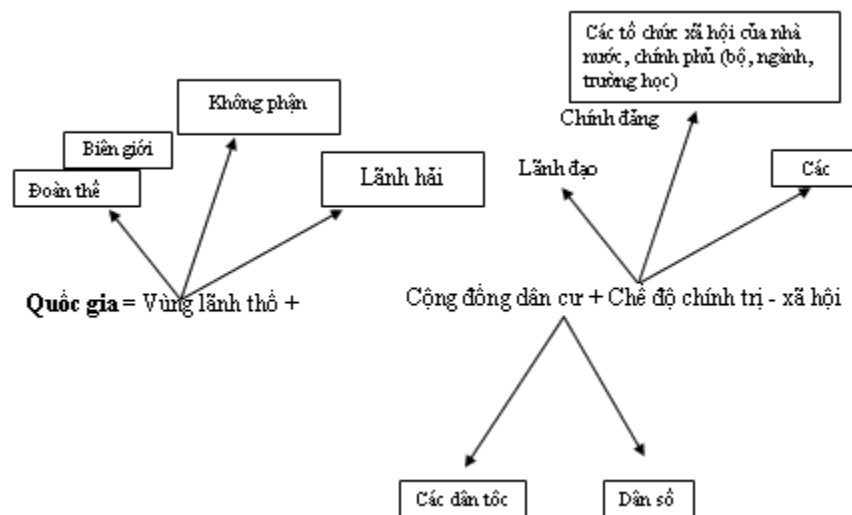 Các tổ chức xã hội của nhà
nước, chính phủ (bộ, ngành,
trường học)
Không phận
Chính đảng
Biên giới
Lãnh đạo
Các
Đoàn thể
Lãnh hải
Quốc gia = Vùng lãnh thổ +
Cộng đồng dân cư + Chế độ chính trị - xã hội
Các dân tôc
Dân số